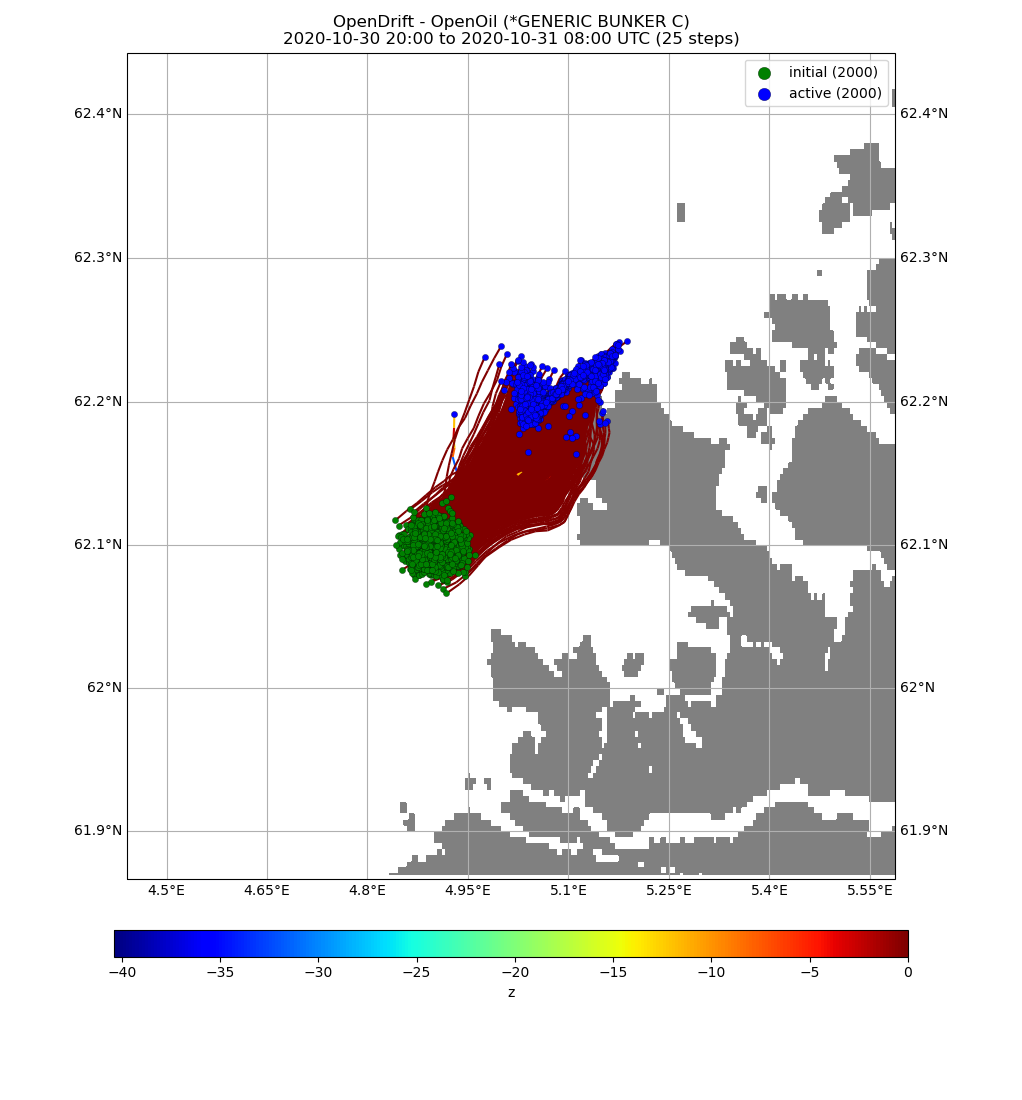 OpenDrift - OpenOil (*GENERIC BUNKER C)
2020-10-30 20:00 to 2020-10-31 08:00 UTC (25 steps)
initial (2000)
active (2000)
62.4°N 62.4°N
62.3°N 62.3°N
62.2°N 62.2°N
62.1°N 62.1°N
62°N 62°N
61.9°N 61.9°N
4.5°E 4.65°E 4.8°E 4.95°E 5.1°E 5.25°E 5.4°E 5.55°E
−40 −35 −30 −25 −20 −15 −10 −5 0
z